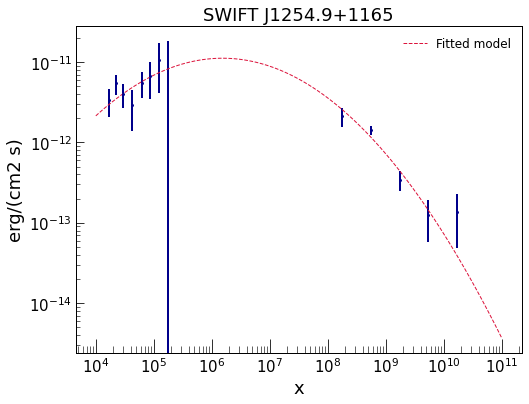 SWIFT J1254.9+1165
Fitted model
erg/(cm2 s)
10⁻¹¹
10⁻¹²
10⁻¹³
10⁻¹⁴
10⁴ 10⁵ 10⁶ 10⁷ 10⁸ 10⁹ 10¹⁰ 10¹¹
x